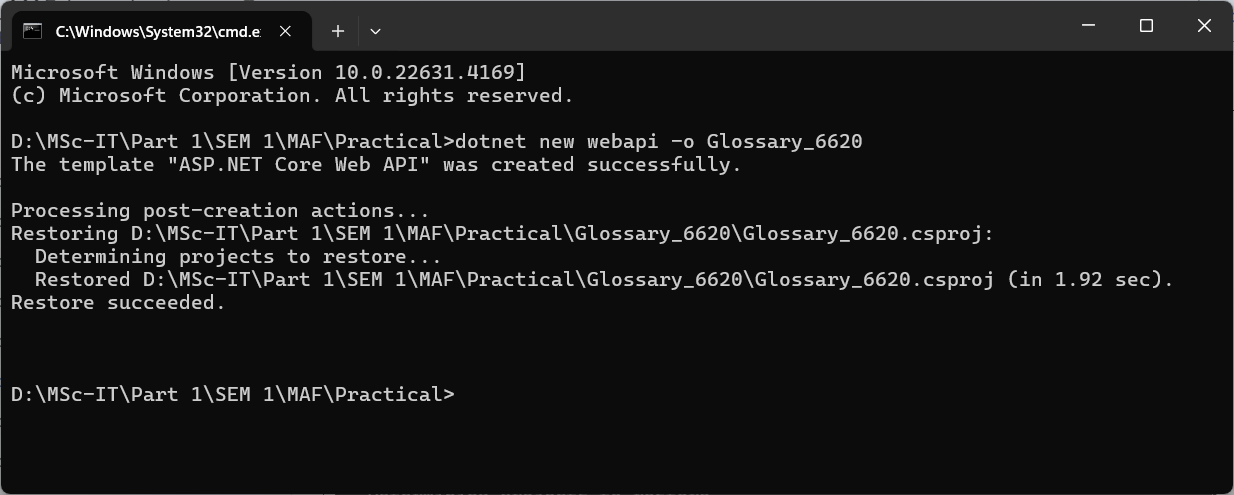 C:\Windows\System32\cmd.e
Microsoft Windows [Version 10.0.22631.4169]
(c) Microsoft Corporation. All rights reserved.
D:\MSc-IT\Part 1\SEM 1\MAF\Practical>dotnet new webapi -o Glossary_6620
The template "ASP.NET Core Web API" was created successfully.
Processing post-creation actions...
Restoring D:\MSc-IT\Part 1\SEM 1\MAF\Practical\Glossary_6620\Glossary_6620.csproj:
  Determining projects to restore...
  Restored D:\MSc-IT\Part 1\SEM 1\MAF\Practical\Glossary_6620\Glossary_6620.csproj (in 1.92 sec).
Restore succeeded.
D:\MSc-IT\Part 1\SEM 1\MAF\Practical>